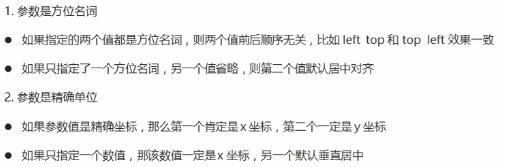 1. 参数是方位名词
● 如果指定的两个值都是方位名词，则两个值前后顺序无关，比如 left top 和 top left 效果一致
● 如果只指定了一个方位名词，另一个值省略，则第二个值默认居中对齐
2. 参数是精确单位
● 如果参数值是精确坐标，那么第一个肯定是 x 坐标，第二个一定是 y 坐标
● 如果只指定一个数值，那该数值一定是 x 坐标，另一个默认垂直居中